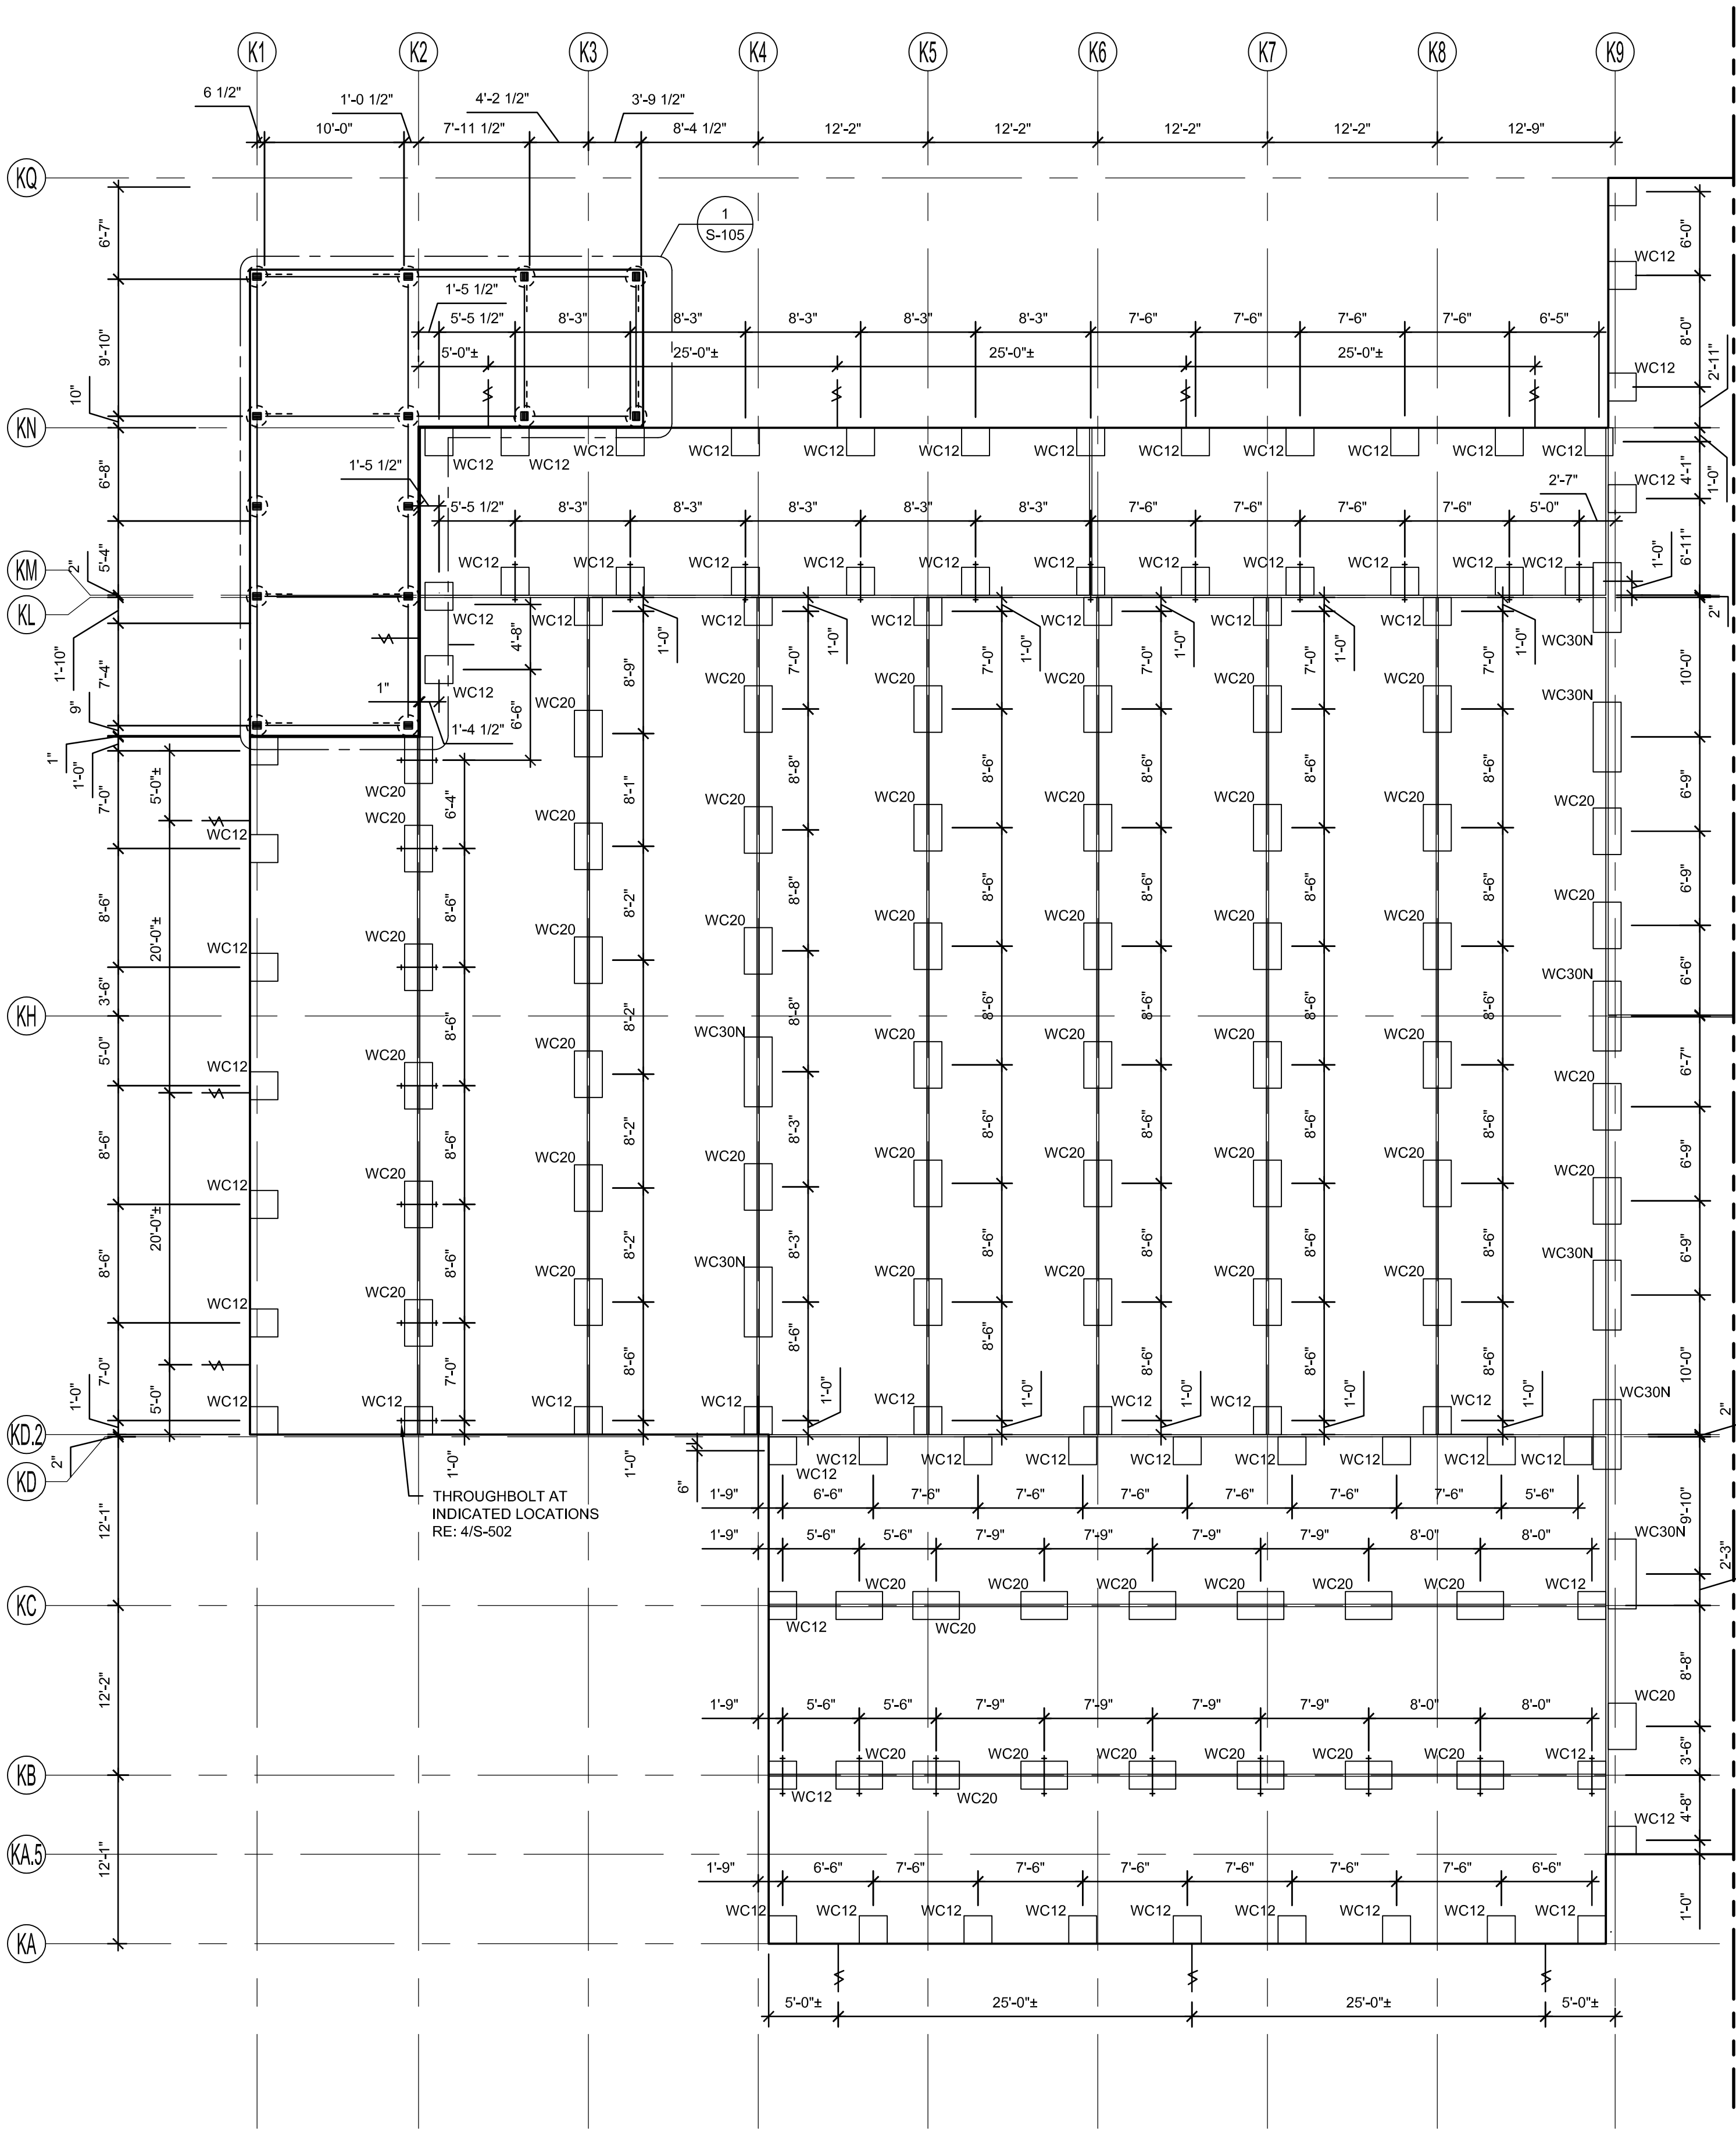 K1 K2 K3 K4 K5 K6 K7 K8 K9
6 1/2" 1'-0 1/2" 4'-2 1/2" 3'-9 1/2"
10'-0" 7'-11 1/2" 8'-4 1/2" 12'-2" 12'-2" 12'-2" 12'-2" 12'-9"
KQ
1
S-105
6'-7"
6'-0"
WC12
1'-5 1/2"
5'-5 1/2" 8'-3" 8'-3" 8'-3" 8'-3" 8'-3" 7'-6" 7'-6" 7'-6" 7'-6" 6'-5"
9'-10"
8'-0"
5'-0"± 25'-0"± 25'-0"± 25'-0"±
WC12
2'-11"
10"
KN
WC12 WC12 WC12 WC12 WC12 WC12 WC12 WC12 WC12 WC12
WC12 WC12
6'-8"
1'-5 1/2"
WC12
4'-1"
1'-0"
2'-7"
5'-5 1/2" 8'-3" 8'-3" 8'-3" 8'-3" 8'-3" 7'-6" 7'-6" 7'-6" 7'-6" 5'-0"
5'-4"
6'-11"
1'-0"
KM
2"
WC12 WC12 WC12 WC12 WC12 WC12 WC12 WC12 WC12 WC12 WC12
KL
2"
WC12 WC12 WC12 WC12 WC12 WC12 WC12
WC30N
1'-10"
4'-8"
1'-0" 1'-0" 1'-0" 1'-0" 1'-0" 1'-0"
7'-4"
8'-9" 7'-0" 7'-0" 7'-0" 7'-0" 7'-0"
10'-0"
WC12
WC20 WC20 WC20 WC20 WC20 WC20
WC30N
1"
9"
6'-6"
1'-4 1/2"
1"
1'-0"
5'-0"±
7'-0"
WC20
8'-1" 8'-8" 8'-6" 8'-6" 8'-6" 8'-6"
6'-9"
6'-4"
WC12 WC20 WC20 WC20 WC20 WC20 WC20 WC20 WC20
8'-6"
20'-0"±
8'-6" 8'-2" 8'-8" 8'-6" 8'-6" 8'-6" 8'-6"
6'-9"
WC12 WC20 WC20 WC20 WC20 WC20 WC20 WC20 WC20
KH
3'-6"
8'-6" 8'-2" 8'-8" 8'-6" 8'-6" 8'-6" 8'-6"
6'-6"
WC30N
WC30N
5'-0"
WC12 WC20 WC20 WC20 WC20 WC20 WC20
6'-7"
WC20
8'-6"
8'-6" 8'-2" 8'-3" 8'-6" 8'-6" 8'-6" 8'-6"
6'-9"
WC12 WC20 WC20 WC20 WC20 WC20 WC20 WC20 WC20
20'-0"±
8'-6"
8'-6" 8'-2" 8'-3" 8'-6" 8'-6" 8'-6" 8'-6"
6'-9"
WC30N
WC30N
WC12 WC20 WC20 WC20 WC20 WC20 WC20
7'-0"
5'-0"
7'-0" 8'-6" 8'-6" 8'-6" 8'-6" 8'-6" 8'-6"
10'-0"
1'-0"
1'-0" 1'-0" 1'-0" 1'-0" 1'-0"
WC12 WC12 WC12 WC12 WC12 WC12 WC12 WC12
WC30N
2"
KD.2
KD
2"
1'-0" 1'-0"
6"
WC12 WC12 WC12 WC12 WC12 WC12 WC12
WC12
THROUGHBOLT AT
INDICATED LOCATIONS
RE: 4/S-502
1'-9" 6'-6" 7'-6" 7'-6" 7'-6" 7'-6" 7'-6" 7'-6" 5'-6"
12'-1"
9'-10"
1'-9" 5'-6" 5'-6" 7'-9" 7'-9" 7'-9" 7'-9" 8'-0" 8'-0"
WC30N
2'-3"
WC20 WC20 WC20 WC20 WC20 WC20 WC12
KC
WC12 WC20
12'-2"
8'-8"
1'-9" 5'-6" 5'-6" 7'-9" 7'-9" 7'-9" 7'-9" 8'-0" 8'-0"
WC20
WC20 WC20 WC20 WC20 WC20 WC20 WC12
3'-6"
KB
WC12 WC20
4'-8"
WC12
KA.5
12'-1"
1'-9" 6'-6" 7'-6" 7'-6" 7'-6" 7'-6" 7'-6" 7'-6" 6'-6"
1'-0"
WC12 WC12 WC12 WC12 WC12 WC12 WC12 WC12 WC12
KA
5'-0"± 25'-0"± 25'-0"± 5'-0"±